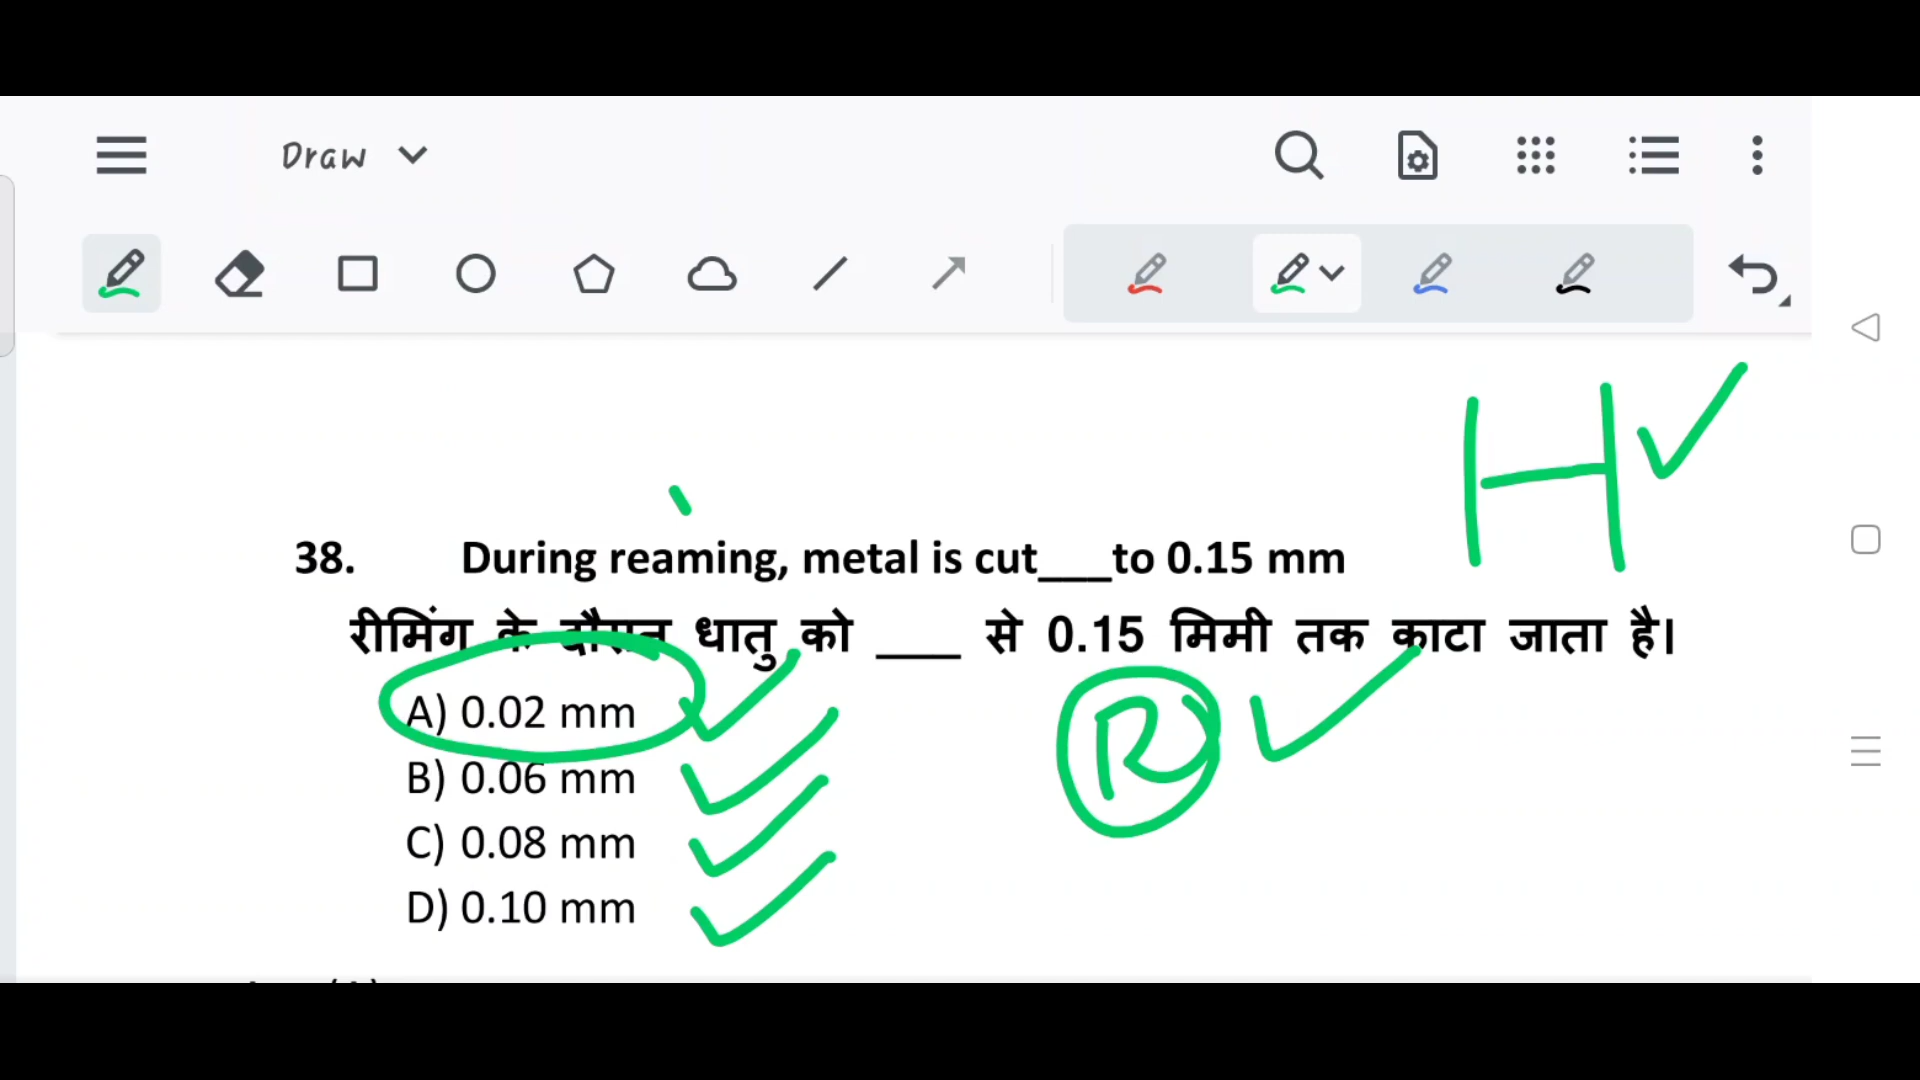 Draw
H
38. During reaming, metal is cut___to 0.15 mm
रीमिंग के दौरान धातु को ___ से 0.15 मिमी तक काटा जाता है।
A) 0.02 mm
R
B) 0.06 mm
C) 0.08 mm
D) 0.10 mm